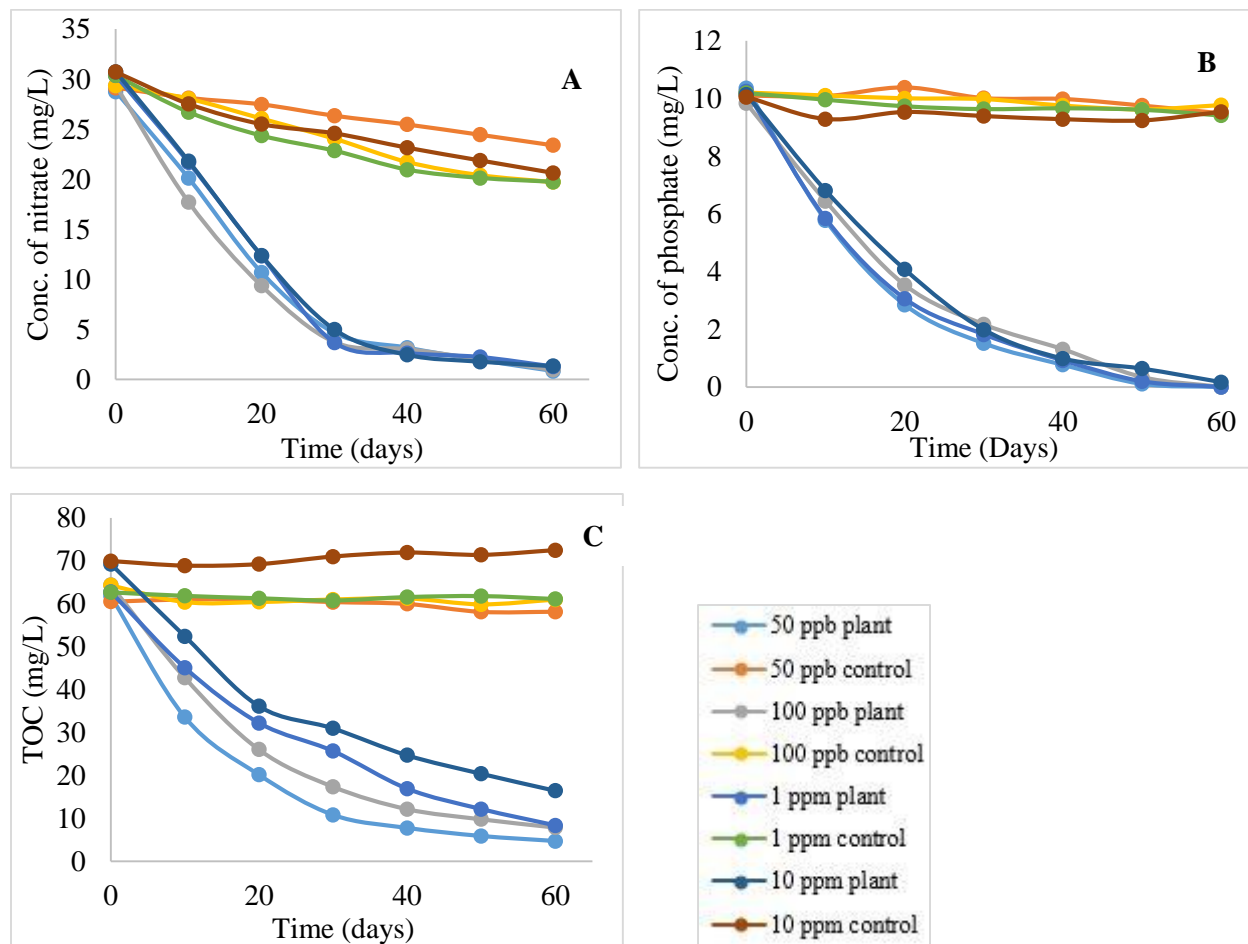 35
30
25
20
15
10
5
0
Conc. of nitrate (mg/L)
A
0 20 40 60
Time (days)
12
10
8
6
4
2
0
Conc. of phosphate (mg/L)
B
0 20 40 60
Time (Days)
80
70
60
50
40
30
20
10
0
TOC (mg/L)
C
0 20 40 60
Time (days)
50 ppb plant
50 ppb control
100 ppb plant
100 ppb control
1 ppm plant
1 ppm control
10 ppm plant
10 ppm control